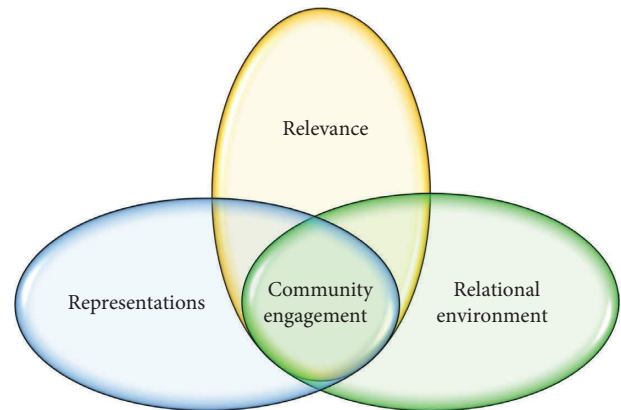 Relevance
Representations
Community
engagement
Relational
environment